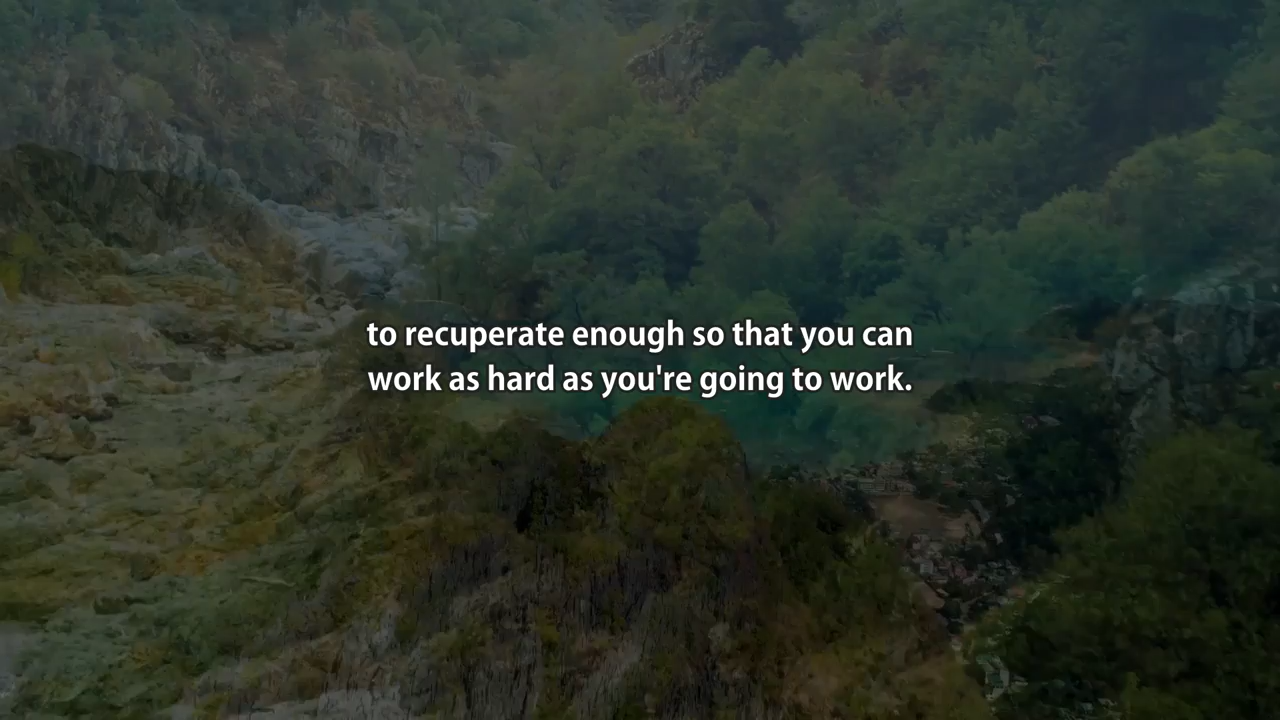 to recuperate enough so that you can
work as hard as you're going to work.